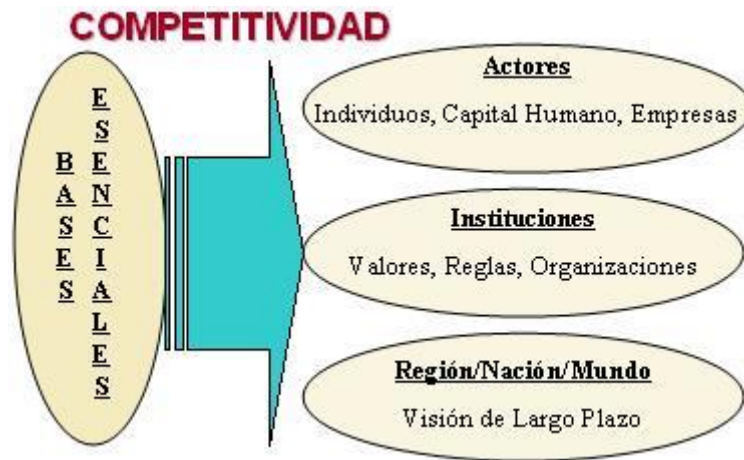 COMPETITIVIDAD
BASES
ESENCIALES
Actores
Individuos, Capital Humano, Empresas
Instituciones
Valores, Reglas, Organizaciones
Región/Nación/Mundo
Visión de Largo Plazo